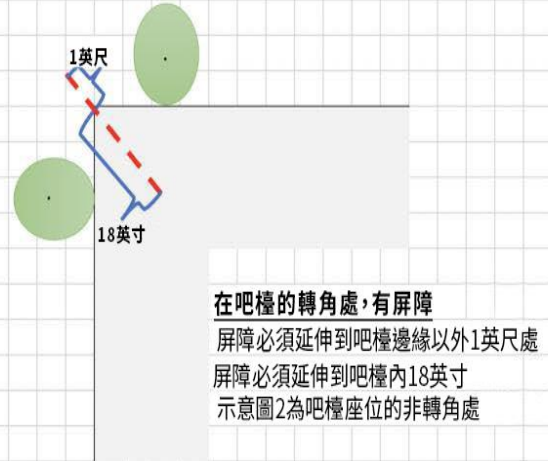 1英尺
18英寸
在吧檯的轉角處,有屏障
屏障必須延伸到吧檯邊緣以外1英尺處
屏障必須延伸到吧檯內18英寸
示意圖2為吧檯座位的非轉角處